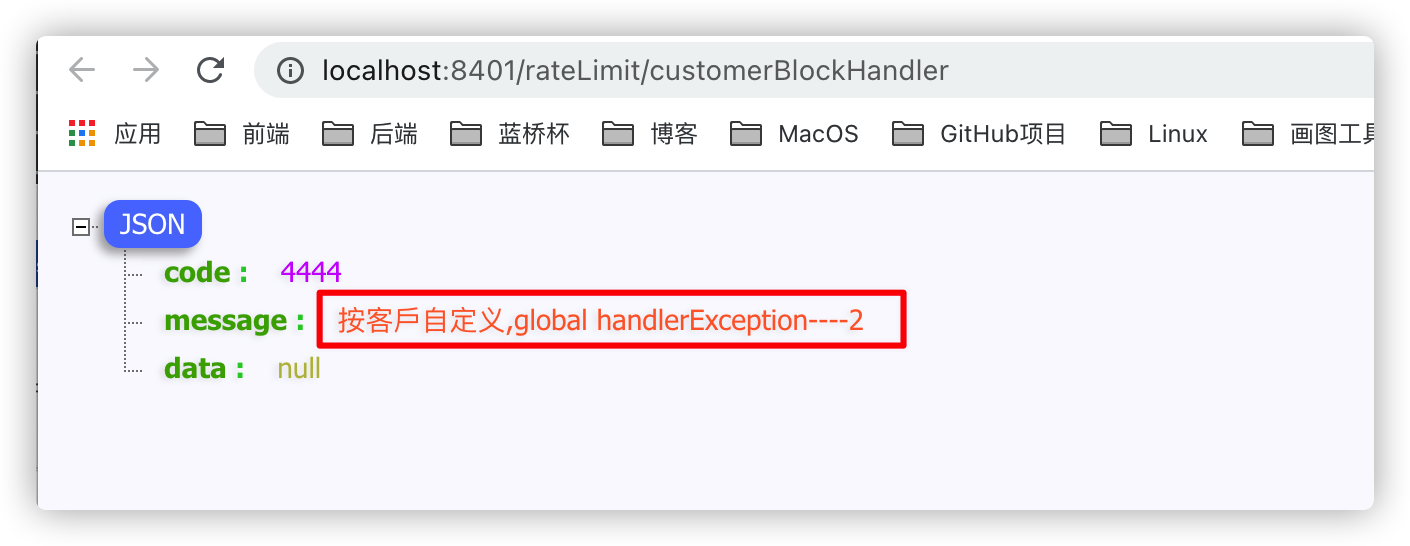 localhost:8401/rateLimit/customerBlockHandler
应用 前端 后端 蓝桥杯 博客 MacOS GitHub项目 Linux 画图工具
JSON
code : 4444
message : 按客戶自定义,global handlerException----2
data : null